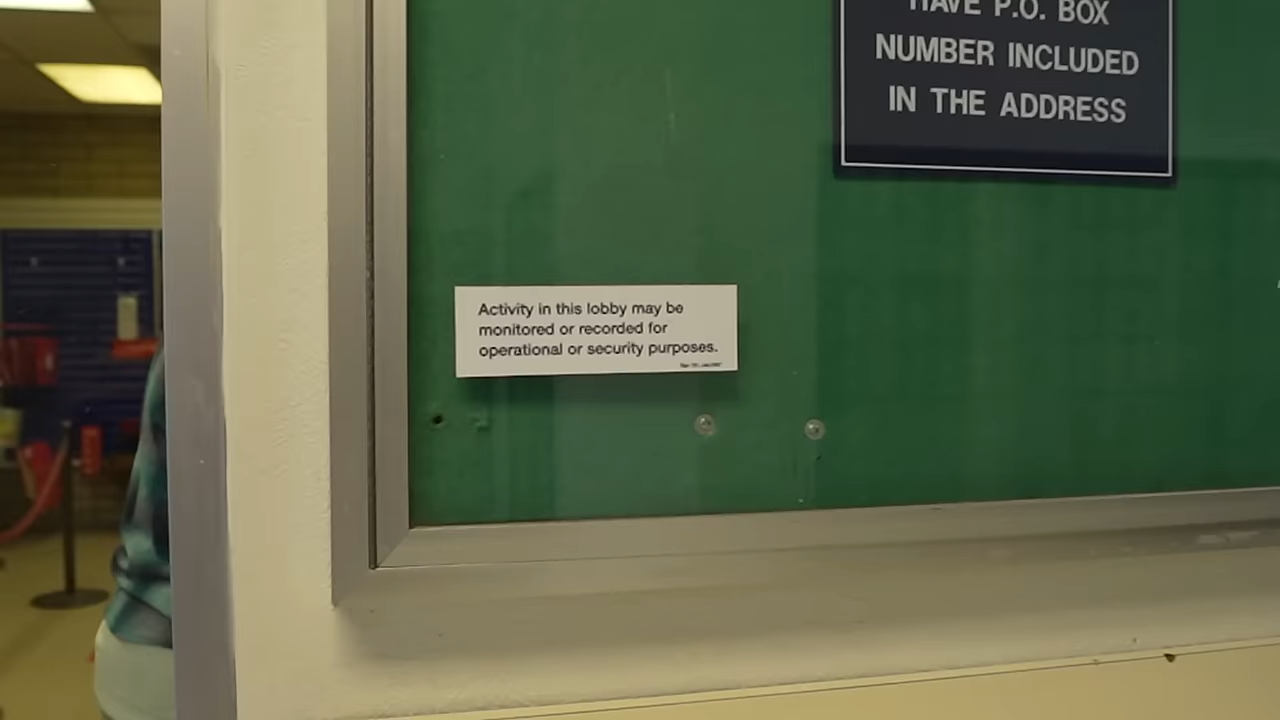 HAVE P.O. BOX
NUMBER INCLUDED
IN THE ADDRESS
Activity in this lobby may be
monitored or recorded for
operational or security purposes.